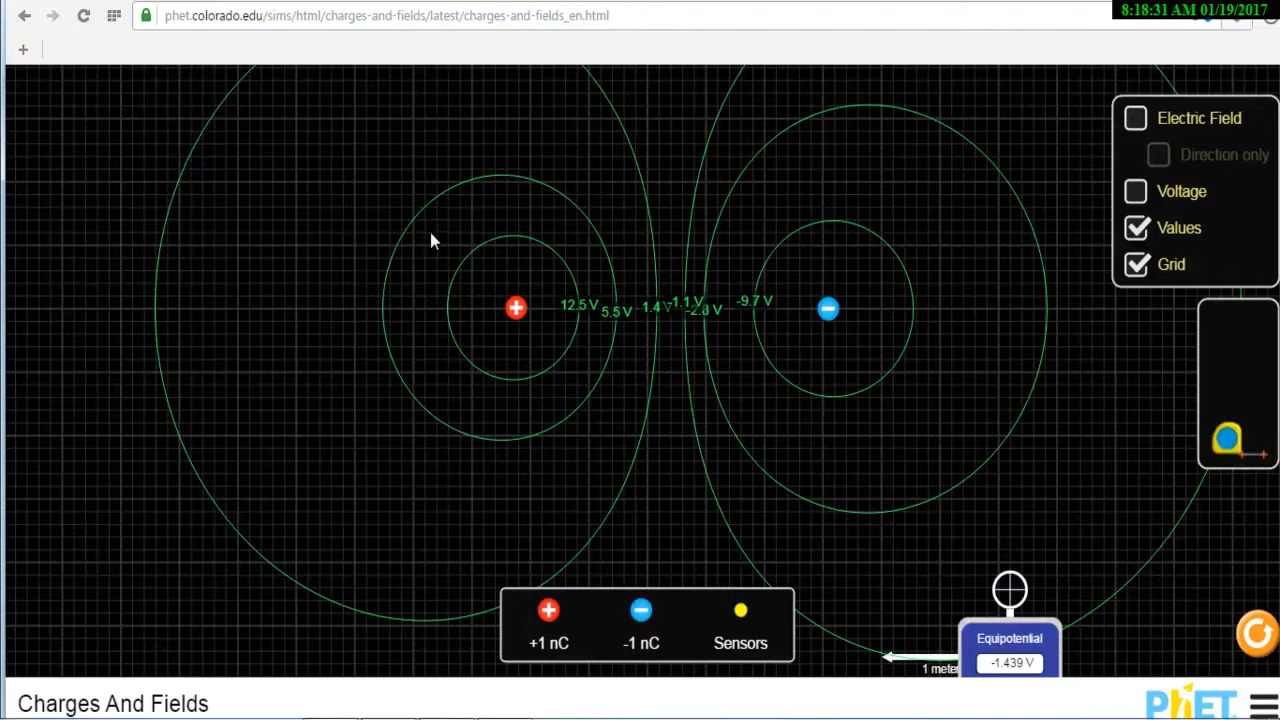 8:18:31 AM 01/19/2017
phet.colorado.edu/sims/html/charges-and-fields/latest/charges-and-fields_en.html
Electric Field
Direction only
Voltage
Values
Grid
12.5 V
5.5 V
1.4 V
-1.1 V
-2.8 V
-9.7 V
+1 nC
-1 nC
Sensors
Equipotential
-1.439 V
1 meter
Charges And Fields
PhET